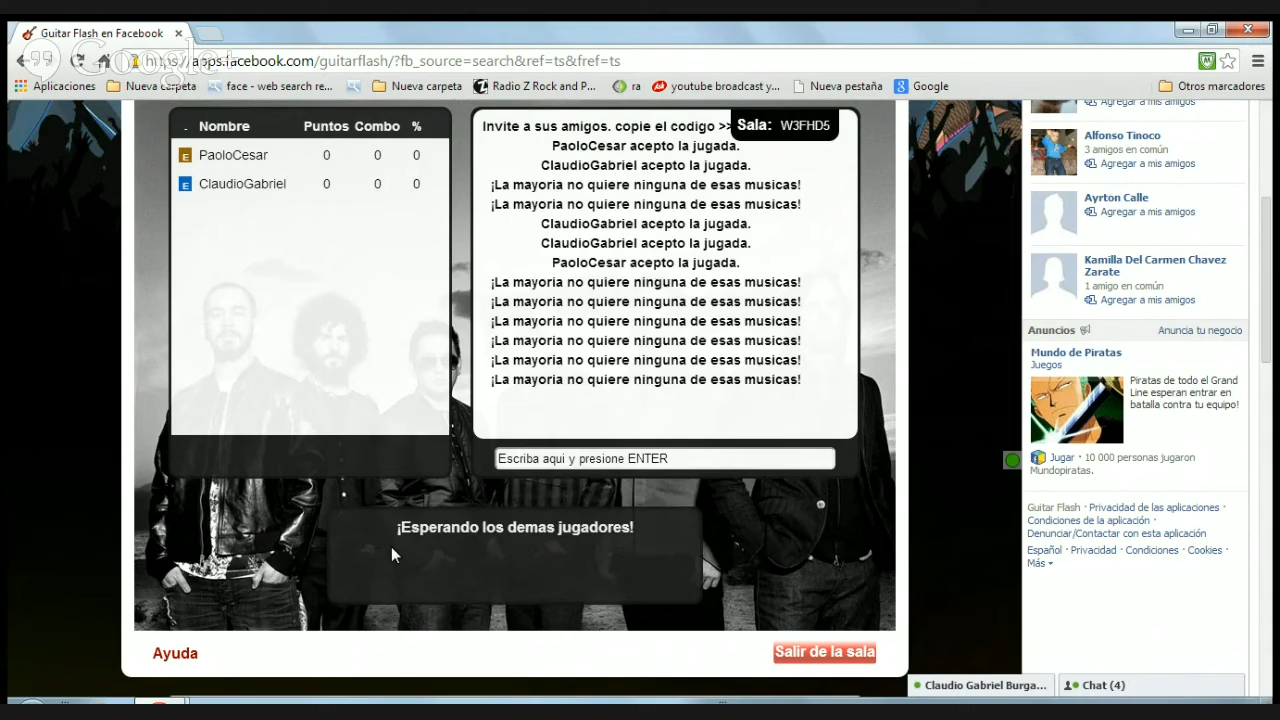 Guitar Flash en Facebook
Google+
https://apps.facebook.com/guitarflash/?fb_source=search&ref=ts&fref=ts
Aplicaciones
Nueva carpeta
face - web search re...
Nueva carpeta
Radio Z Rock and P...
ra
youtube broadcast y...
Nueva pestaña
Google
Otros marcadores
. Nombre Puntos Combo %
E PaoloCesar 0 0 0
E ClaudioGabriel 0 0 0
Invite a sus amigos. copie el codigo >>
Sala: W3FHD5
PaoloCesar acepto la jugada.
ClaudioGabriel acepto la jugada.
¡La mayoria no quiere ninguna de esas musicas!
¡La mayoria no quiere ninguna de esas musicas!
ClaudioGabriel acepto la jugada.
ClaudioGabriel acepto la jugada.
PaoloCesar acepto la jugada.
¡La mayoria no quiere ninguna de esas musicas!
¡La mayoria no quiere ninguna de esas musicas!
¡La mayoria no quiere ninguna de esas musicas!
¡La mayoria no quiere ninguna de esas musicas!
¡La mayoria no quiere ninguna de esas musicas!
¡La mayoria no quiere ninguna de esas musicas!
Escriba aqui y presione ENTER
¡Esperando los demas jugadores!
Ayuda
Salir de la sala
Agregar a mis amigos
Alfonso Tinoco
3 amigos en común
Agregar a mis amigos
Ayrton Calle
Agregar a mis amigos
Kamilla Del Carmen Chavez
Zarate
1 amigo en común
Agregar a mis amigos
Anuncios
Anuncia tu negocio
Mundo de Piratas
Juegos
Piratas de todo el Grand
Line esperan entrar en
batalla contra tu equipo!
Jugar · 10 000 personas jugaron
Mundopiratas.
Guitar Flash · Privacidad de las aplicaciones ·
Condiciones de la aplicación ·
Denunciar/Contactar con esta aplicación
Español · Privacidad · Condiciones · Cookies ·
Más
Claudio Gabriel Burga...
Chat (4)